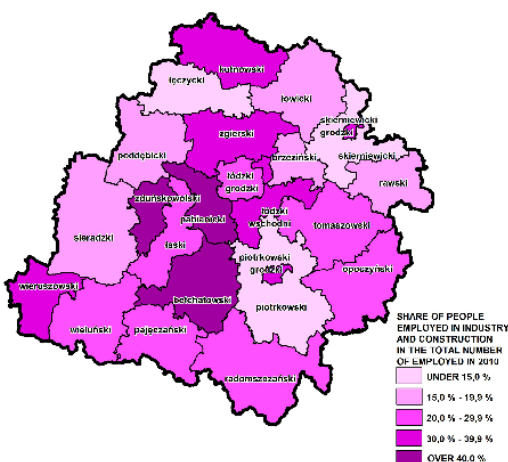 kutnowski
łęczycki
łowicki
skierniewicki
grodzki
zgierski
poddębicki
brzeziński
skierniewicki
łódzki
grodzki
rawski
zduńskowolski
pabianicki
łódzki
wschodni
tomaszowski
sieradzki
łaski
piotrkowski
grodzki
opoczyński
wieruszowski
bełchatowski
piotrkowski
wieluński
pajęczański
radomszczański
SHARE OF PEOPLE
EMPLOYED IN INDUSTRY
AND CONSTRUCTION
IN THE TOTAL NUMBER
OF EMPLOYED IN 2010
UNDER 15,0 %
15,0 % - 19,9 %
20,0 % - 29,9 %
30,0 % - 39,9 %
OVER 40,0 %